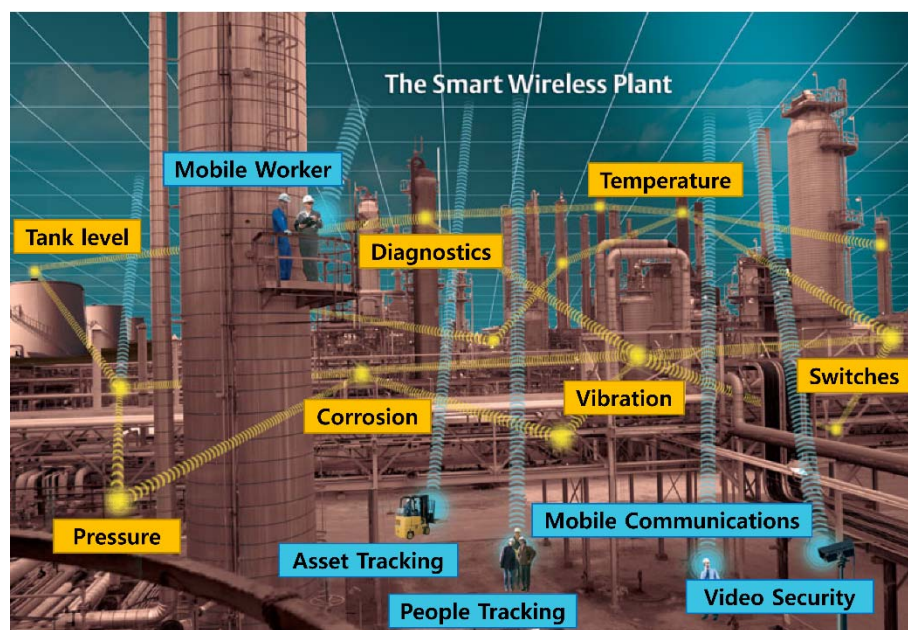 The Smart Wireless Plant
Mobile Worker
Temperature
Tank level
Diagnostics
Switches
Vibration
Corrosion
Pressure
Mobile Communications
Asset Tracking
People Tracking
Video Security